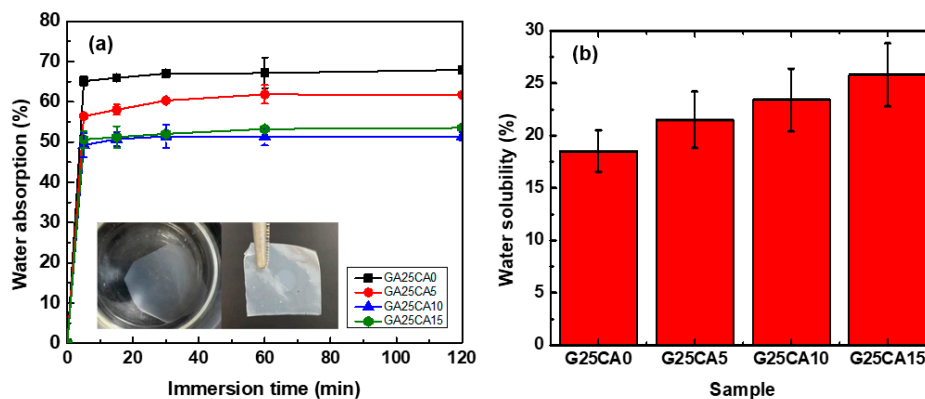 (a)
Water absorption (%)
80
70
60
50
40
30
20
10
0
0 20 40 60 80 100 120
Immersion time (min)
GA25CA0
GA25CA5
GA25CA10
GA25CA15
(b)
Water solubility (%)
30
25
20
15
10
5
0
G25CA0 G25CA5 G25CA10 G25CA15
Sample